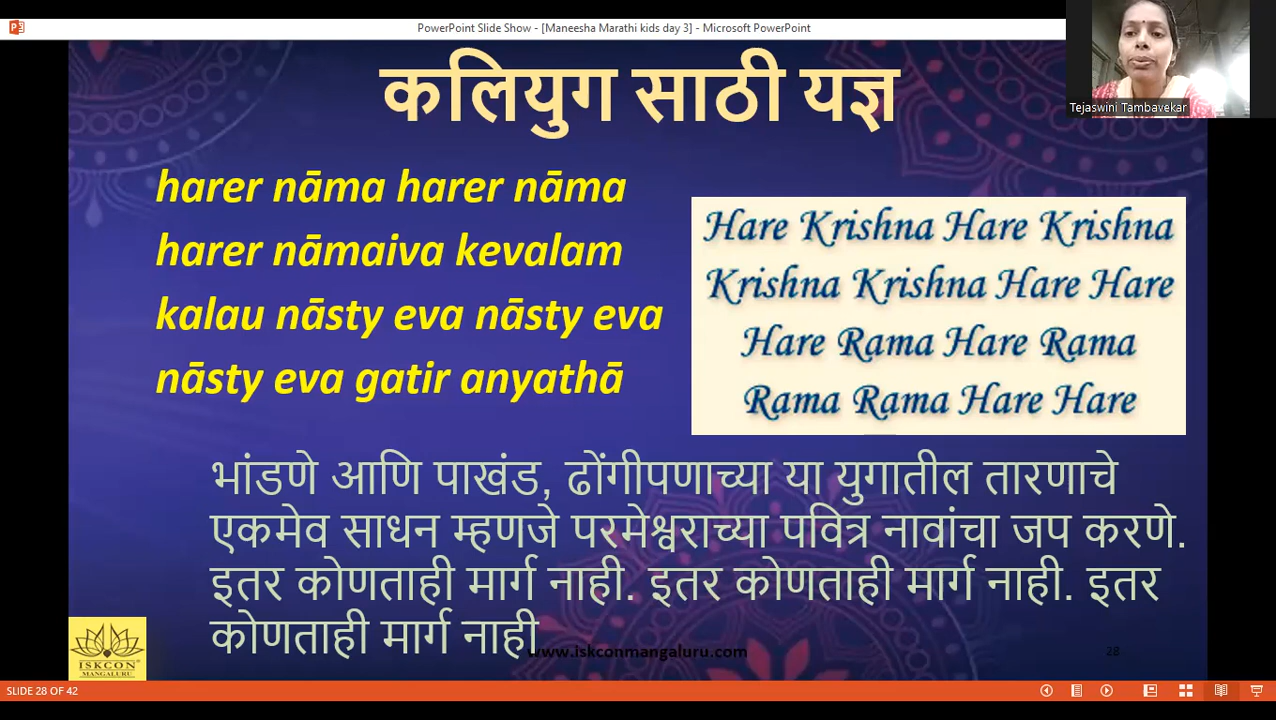 PowerPoint Slide Show - [Maneesha Marathi kids day 3] - Microsoft PowerPoint
Tejaswini Tambavekar
कलियुग साठी यज्ञ
harer nāma harer nāma
harer nāmaiva kevalam
kalau nāsty eva nāsty eva
nāsty eva gatir anyathā
Hare Krishna Hare Krishna
Krishna Krishna Hare Hare
Hare Rama Hare Rama
Rama Rama Hare Hare
भांडणे आणि पाखंड, ढोंगीपणाच्या या युगातील तारणाचे
एकमेव साधन म्हणजे परमेश्वराच्या पवित्र नावांचा जप करणे.
इतर कोणताही मार्ग नाही. इतर कोणताही मार्ग नाही. इतर
कोणताही मार्ग नाही
ISKCON
MANGALURU
www.iskconmangaluru.com
28
SLIDE 28 OF 42